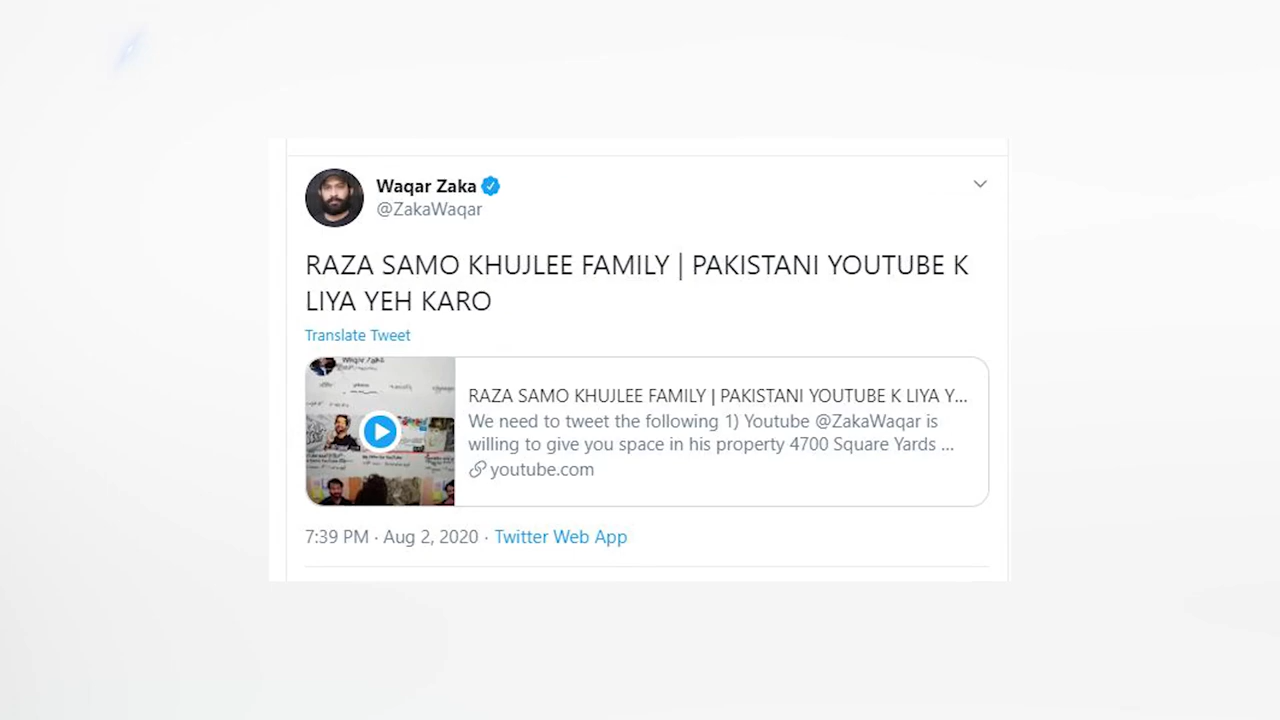 Waqar Zaka
@ZakaWaqar
RAZA SAMO KHUJLEE FAMILY | PAKISTANI YOUTUBE K
LIYA YEH KARO
Translate Tweet
RAZA SAMO KHUJLEE FAMILY | PAKISTANI YOUTUBE K LIYA Y...
We need to tweet the following 1) Youtube @ZakaWaqar is
willing to give you space in his property 4700 Square Yards ...
youtube.com
7:39 PM · Aug 2, 2020 · Twitter Web App